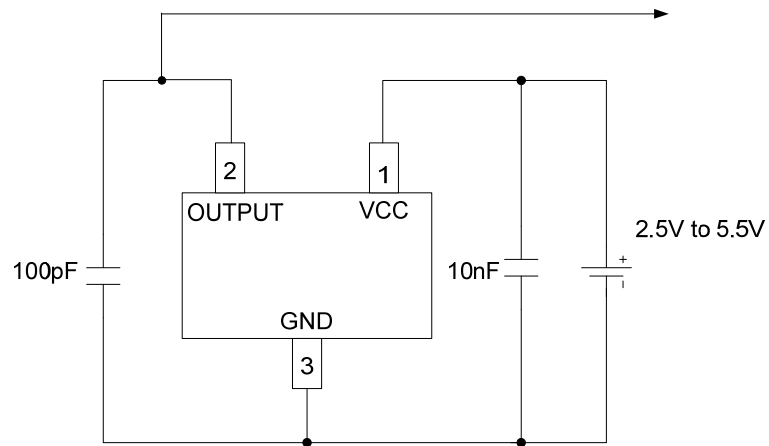 2
1
OUTPUT
VCC
2.5V to 5.5V
+
100pF
10nF
-
GND
3